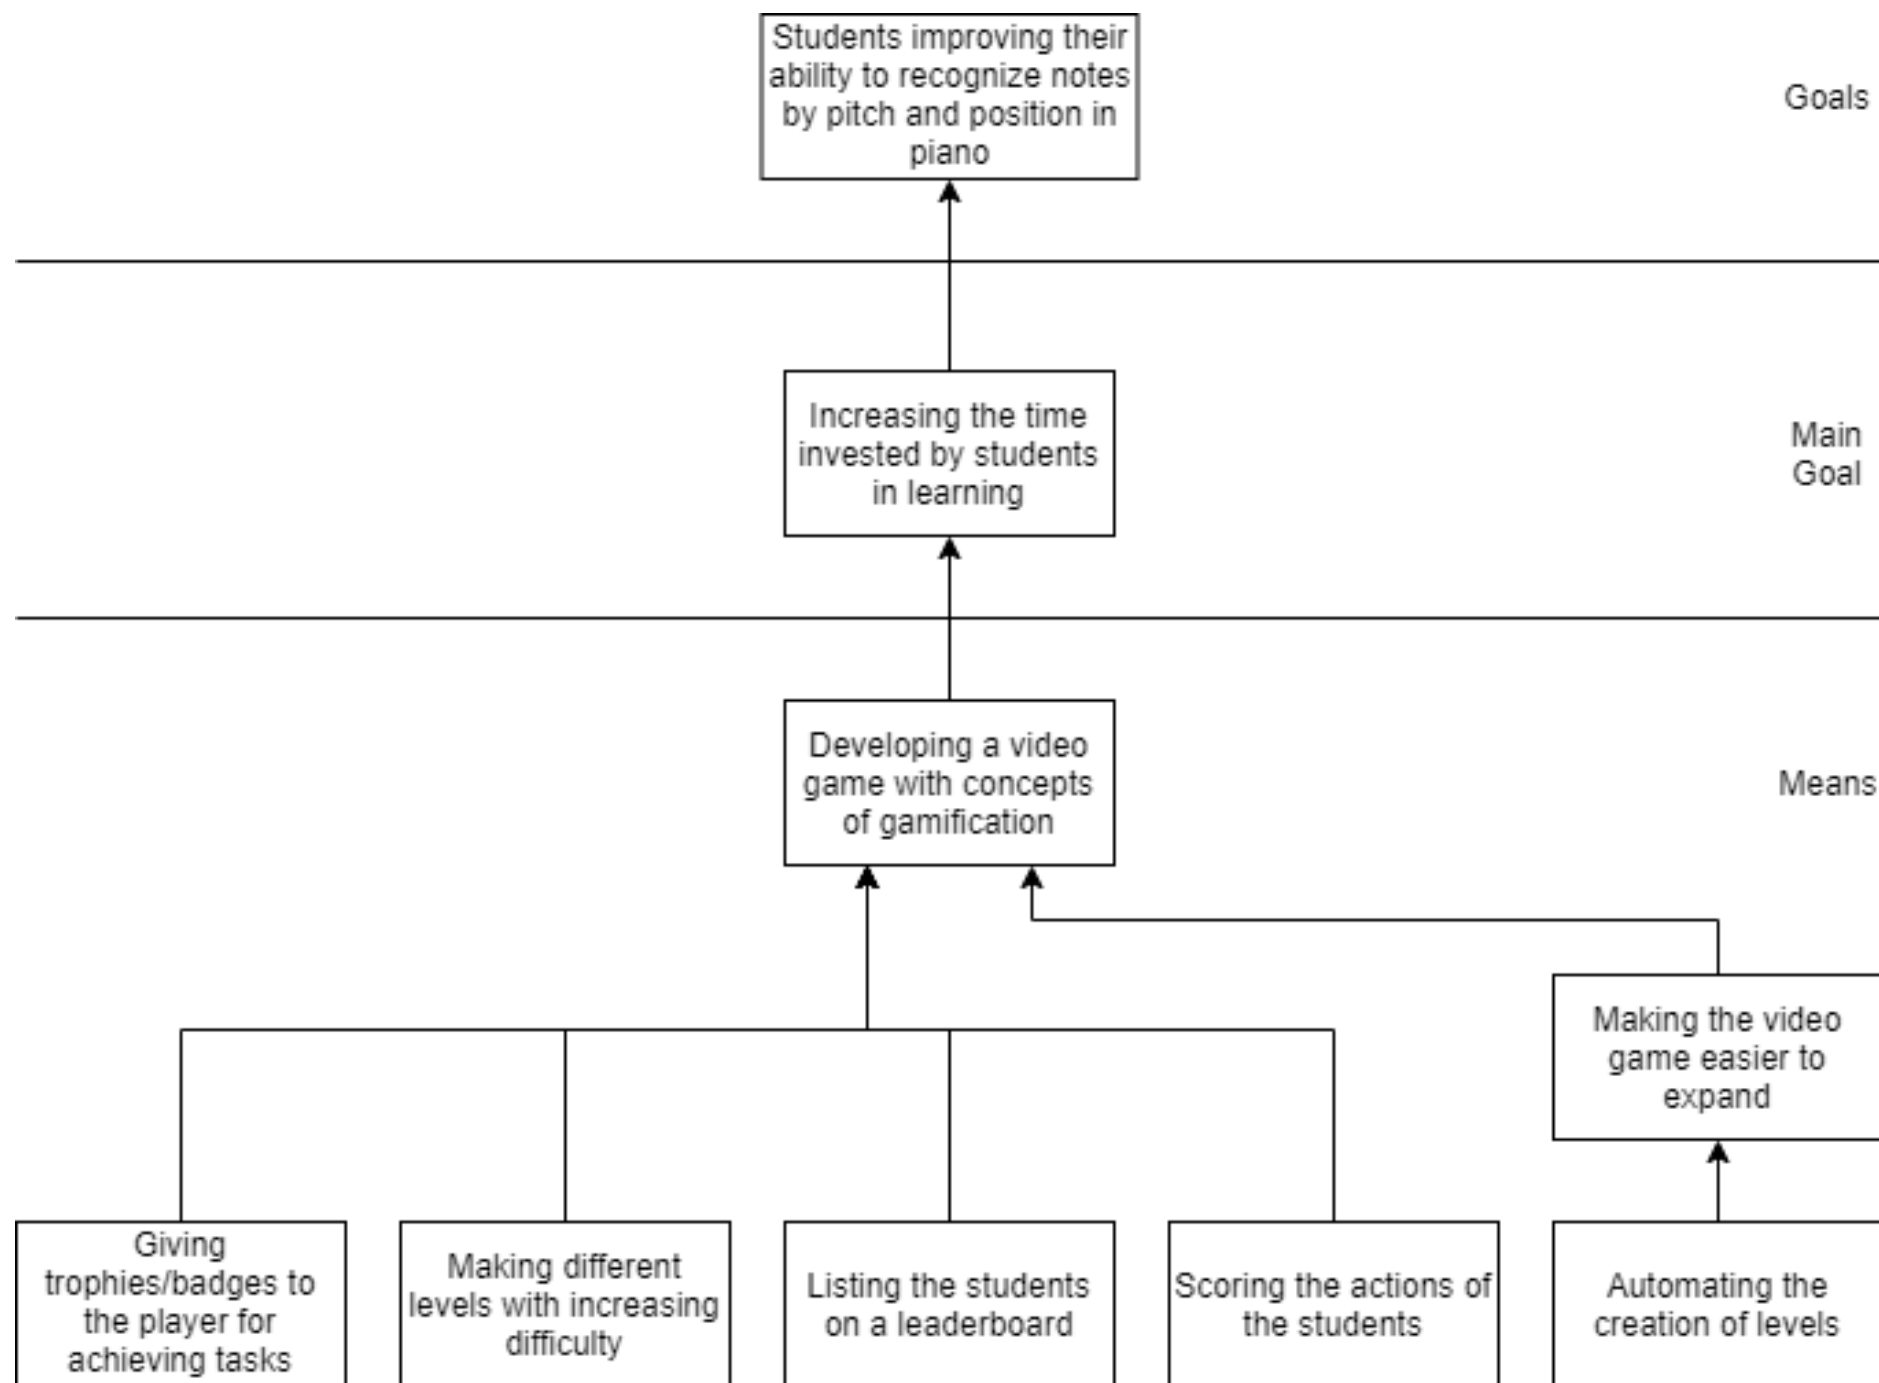 Students improving their
ability to recognize notes
by pitch and position in
piano
Goals
Increasing the time
invested by students
in learning
Main
Goal
Developing a video
game with concepts
of gamification
Means
Making the video
game easier to
expand
Giving
trophies/badges to
the player for
achieving tasks
Making different
levels with increasing
difficulty
Listing the students
on a leaderboard
Scoring the actions of
the students
Automating the
creation of levels